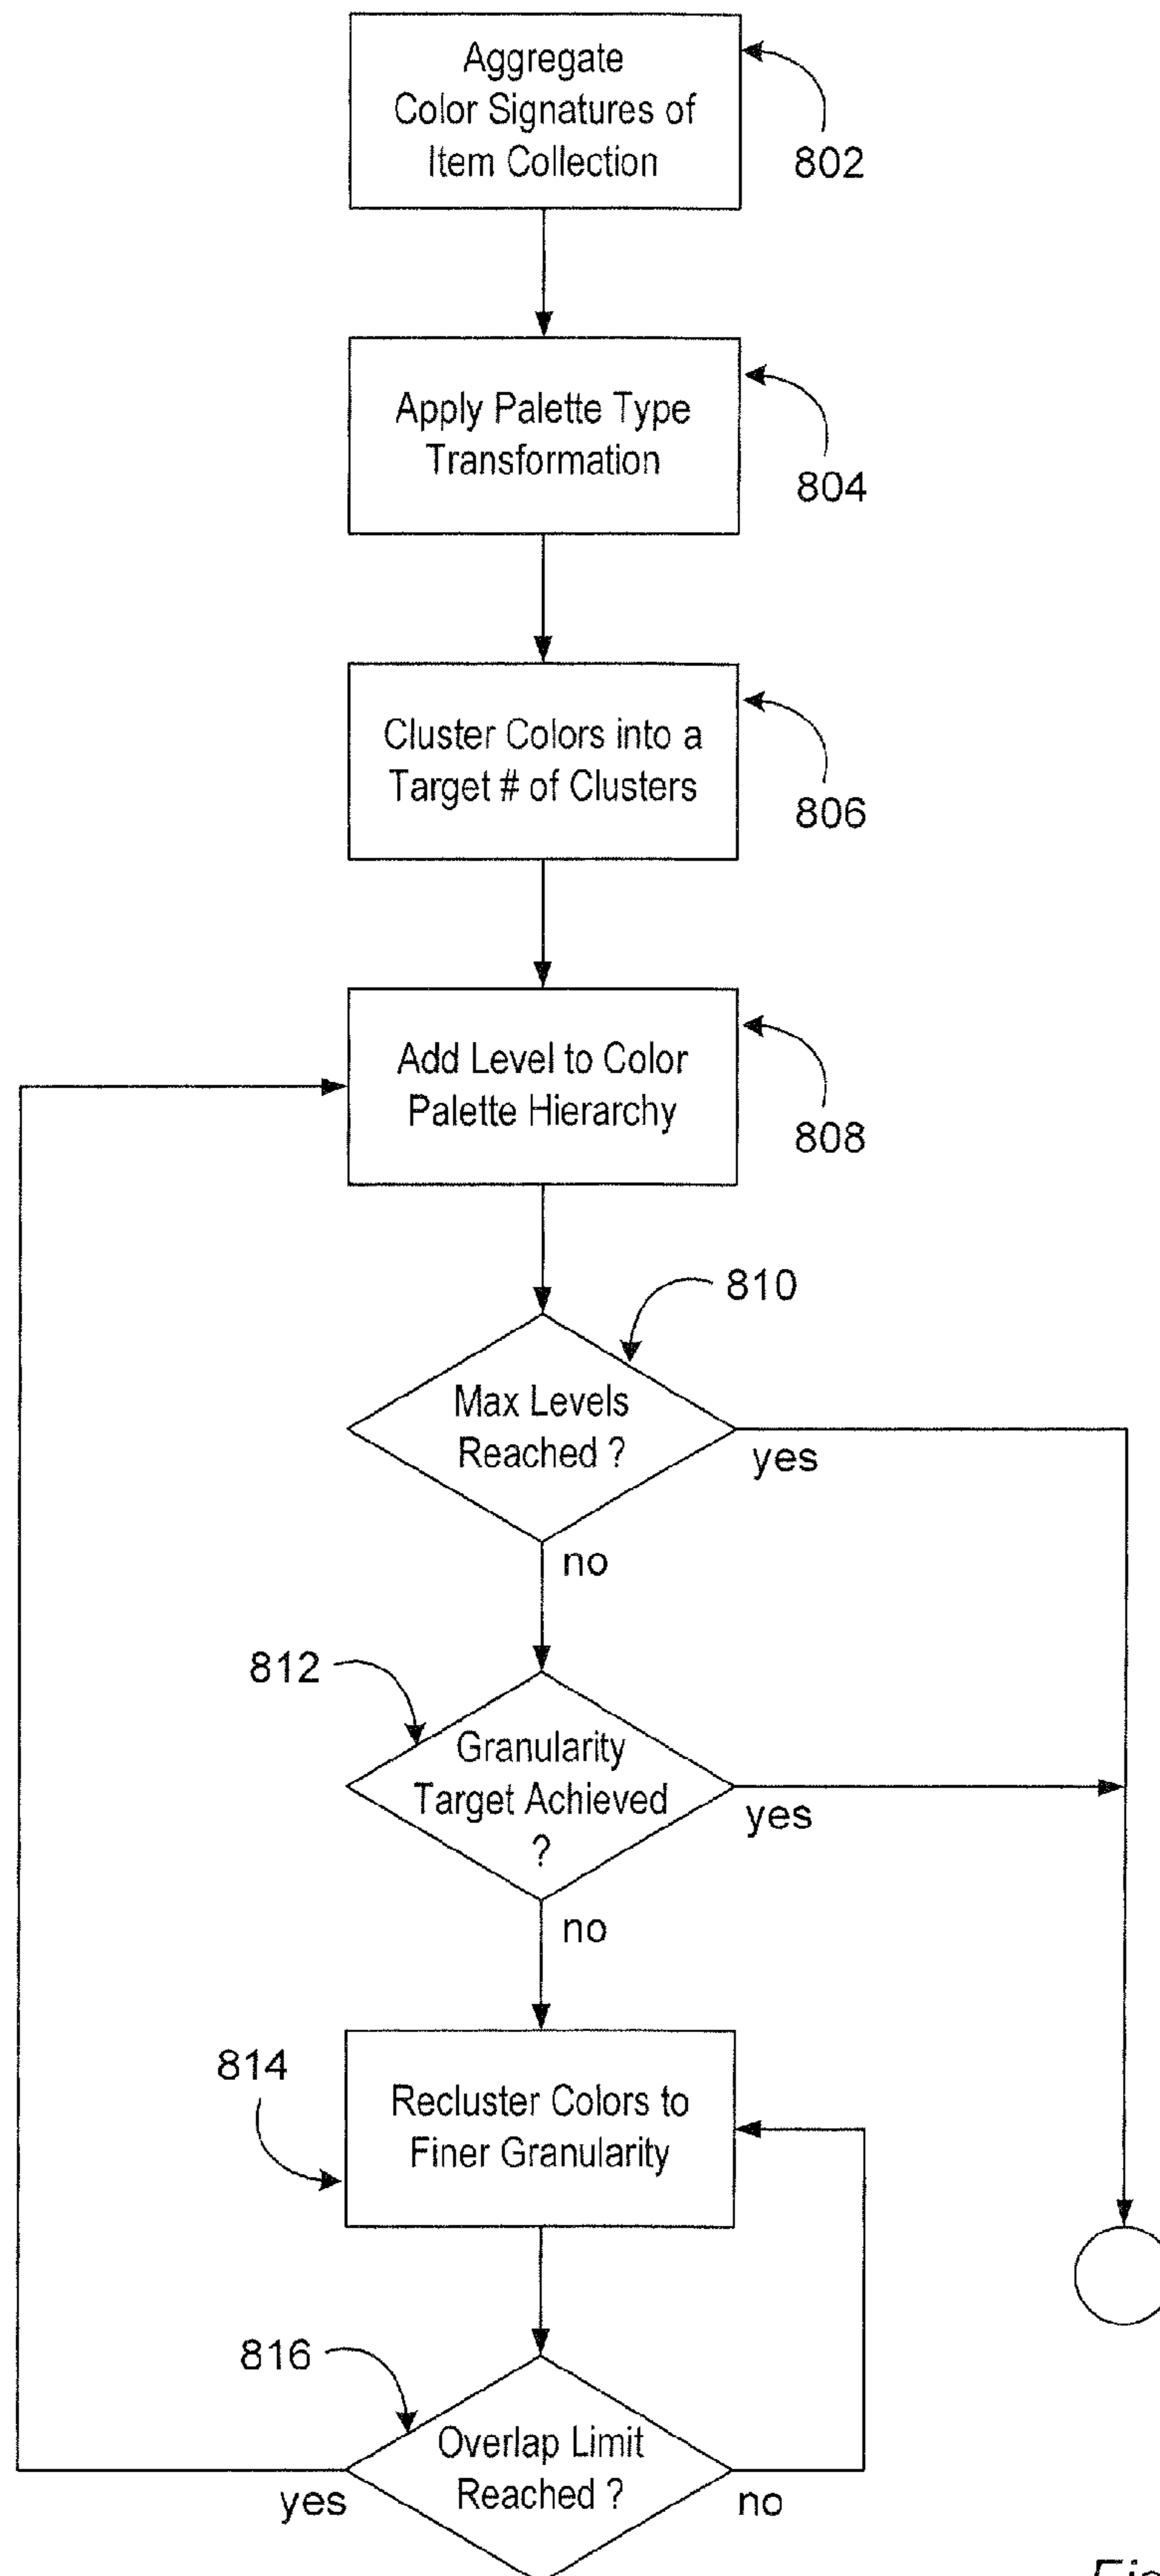 Aggregate
Color Signatures of
Item Collection
802
Apply Palette Type
Transformation
804
Cluster Colors into a
Target # of Clusters
806
Add Level to Color
Palette Hierarchy
808
810
Max Levels
Reached ?
yes
no
812
Granularity
Target Achieved
?
yes
no
814
Recluster Colors to
Finer Granularity
816
Overlap Limit
Reached ?
yes
no